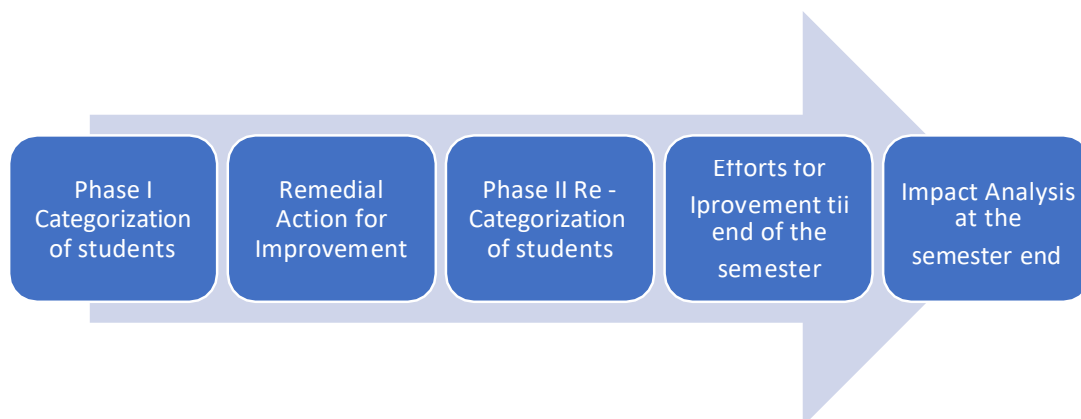 Phase I
Categorization
of students
Remedial
Action for
Improvement
Phase II Re -
Categorization
of students
Efforts for
Iprovement tii
end of the
semester
Impact Analysis
at the
semester end